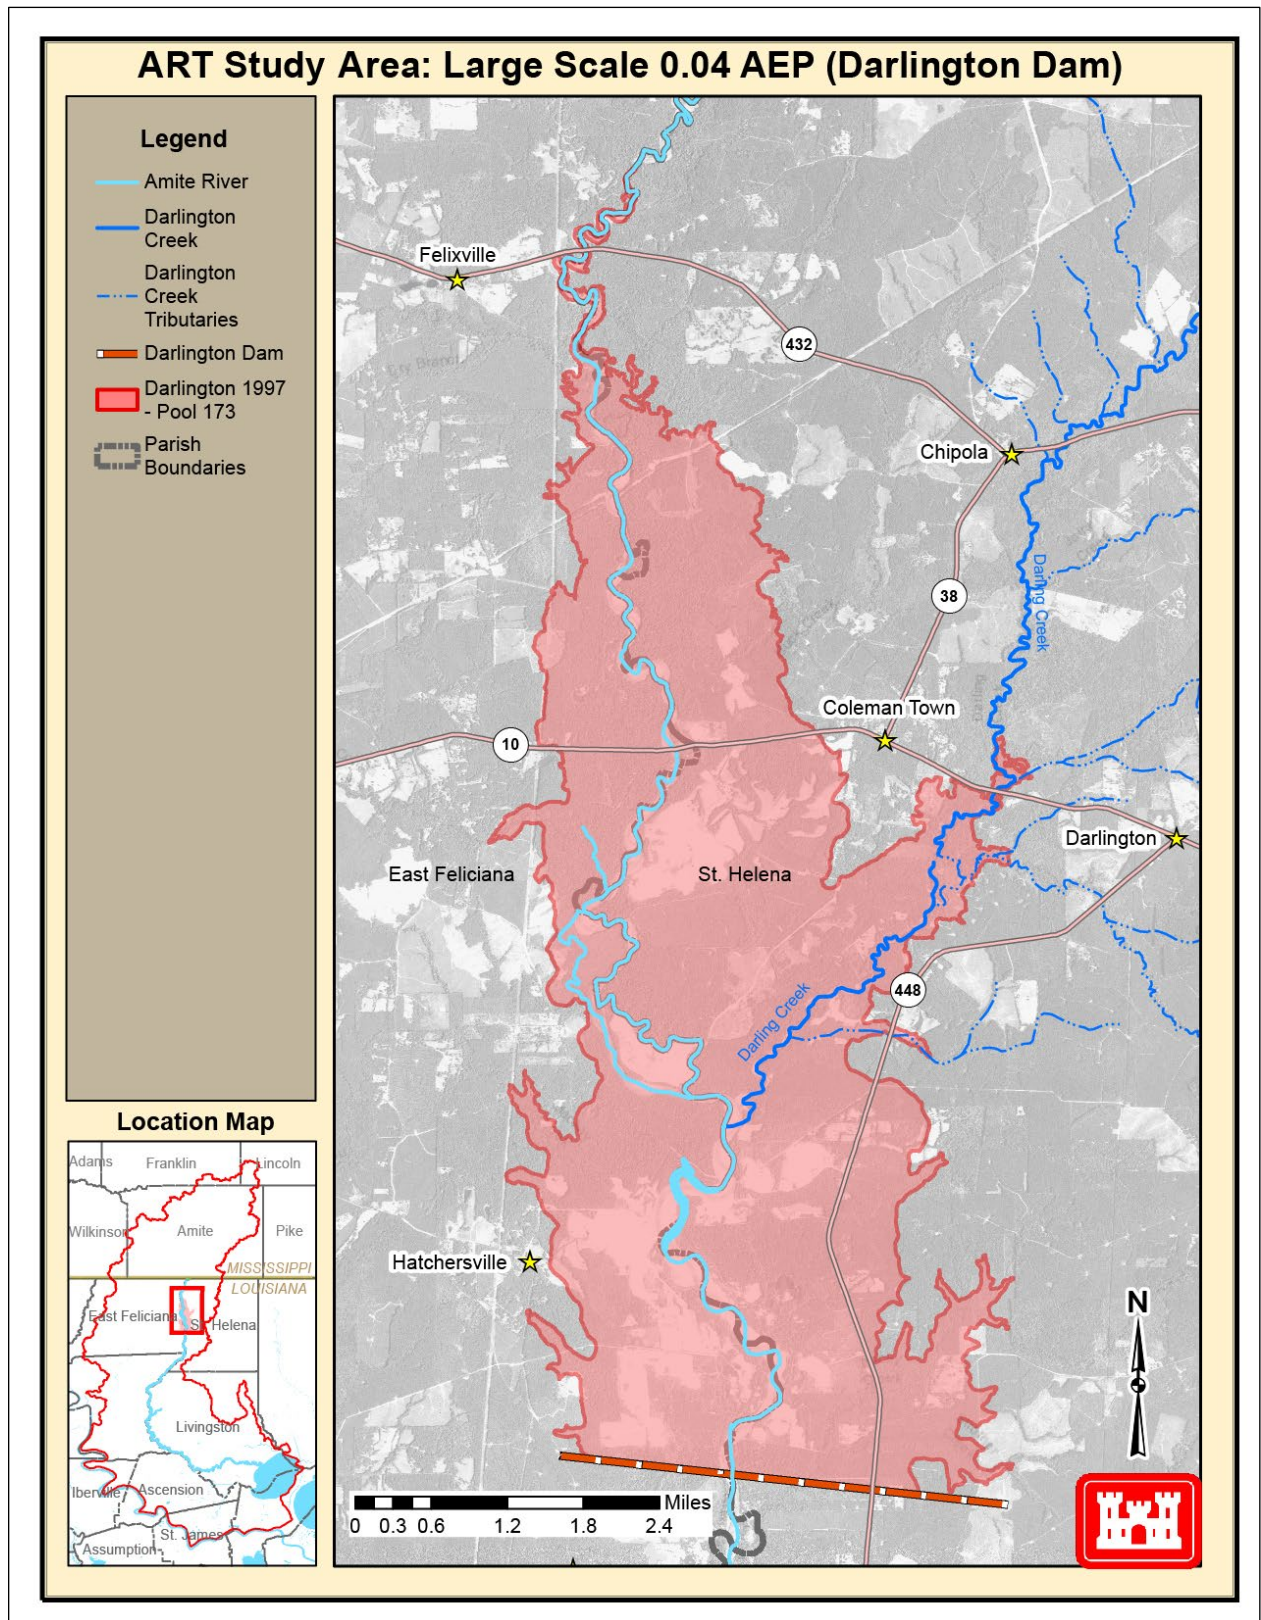 ART Study Area: Large Scale 0.04 AEP (Darlington Dam)
Legend
Amite River
Darlington
Creek
Darlington
Creek
Tributaries
Darlington Dam
Darlington 1997
- Pool 173
Parish
Boundaries
Felixville
432
Chipola
38
Darling Creek
Darling
Coleman Town
10
Darlington
East Feliciana
St. Helena
448
Darling Creek
Hatchersville
N
Miles
0 0.3 0.6 1.2 1.8 2.4
Location Map
Adams
Franklin
Lincoln
Wilkinson
Amite
Pike
MISSISSIPPI
LOUISIANA
East Feliciana
St. Helena
Livingston
Iberville
Ascension
St. James
Assumption